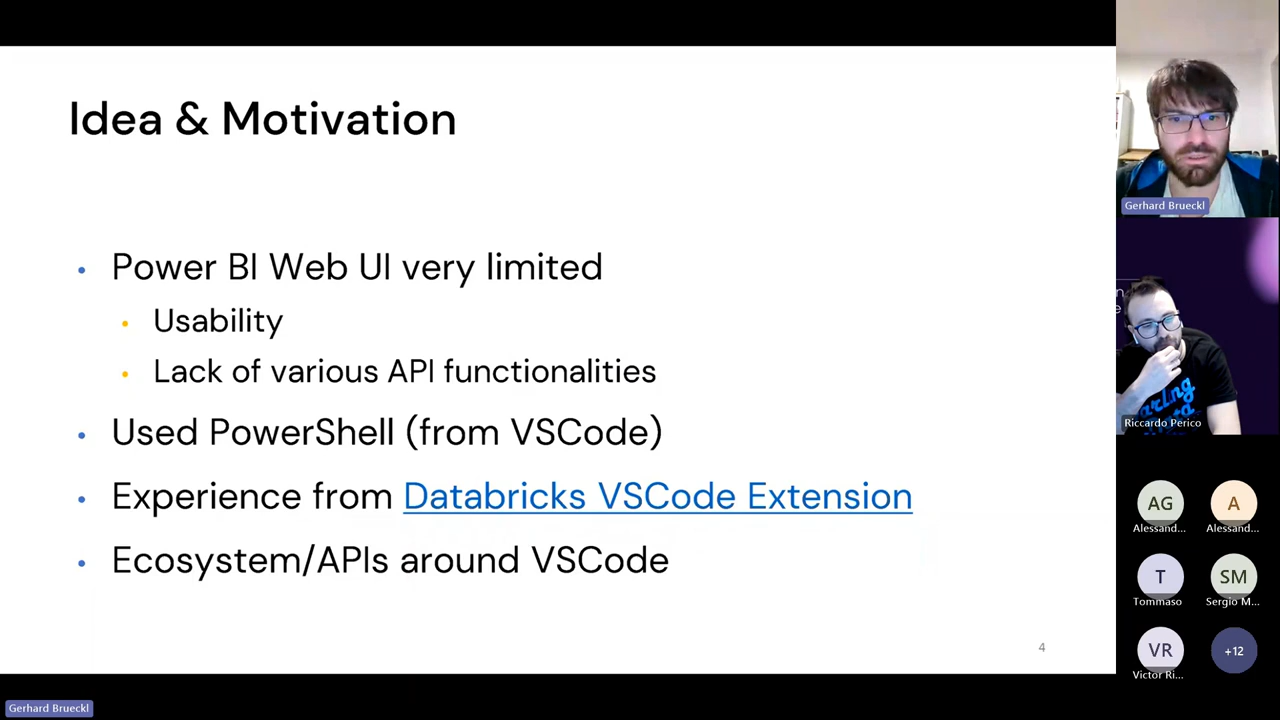 Idea & Motivation
• Power BI Web UI very limited
• Usability
• Lack of various API functionalities
• Used PowerShell (from VSCode)
• Experience from Databricks VSCode Extension
• Ecosystem/APIs around VSCode
4
Gerhard Brueckl
Gerhard Brueckl
Riccardo Perico
AG
A
Alessand...
Alessand...
T
SM
Tommaso
Sergio M...
VR
+12
Victor Ri...